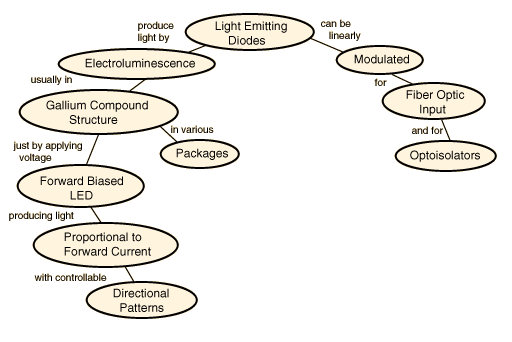 produce
light by
Light Emitting
Diodes
can be
linearly
Electroluminescence
Modulated
usually in
for
Gallium Compound
Structure
Fiber Optic
Input
in various
and for
just by applying
voltage
Packages
Optoisolators
Forward Biased
LED
producing light
Proportional to
Forward Current
with controllable
Directional
Patterns